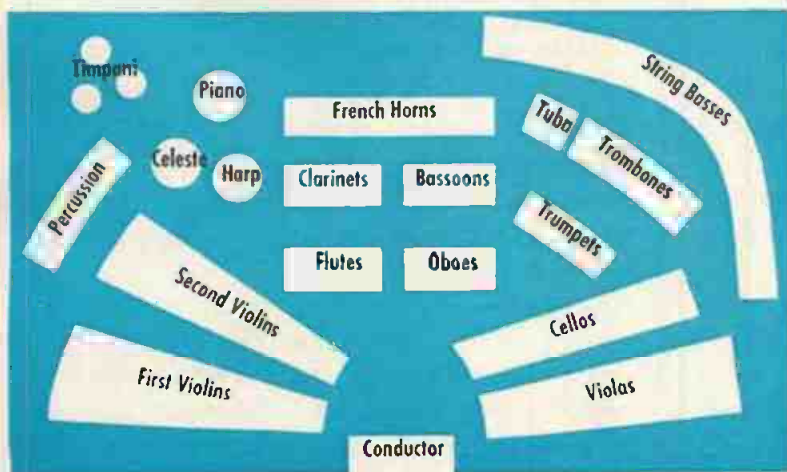 Timpani
Piano
French Horns
String Basses
Tuba
Trombones
Celeste
Harp
Clarinets
Bassoons
Percussion
Trumpets
Flutes
Oboes
Second Violins
Cellos
First Violins
Violas
Conductor